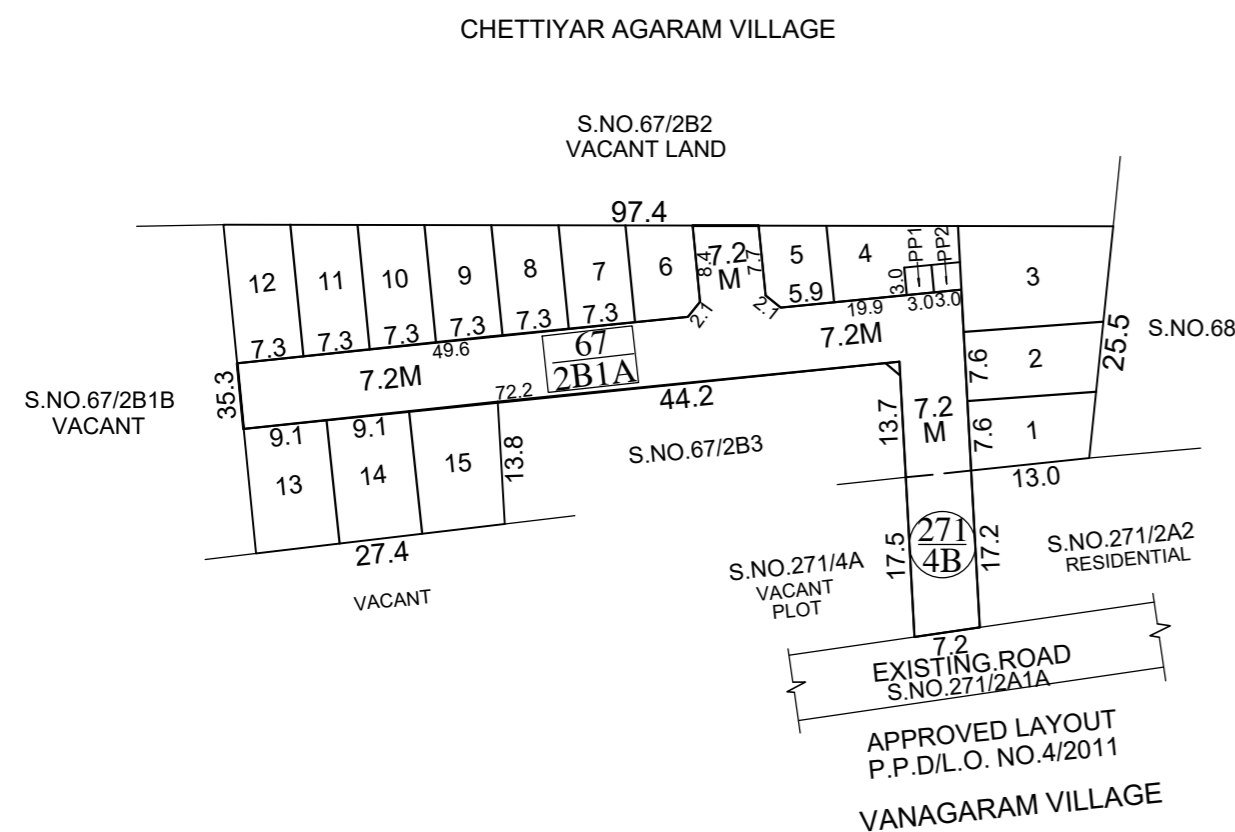 CHETTIYAR AGARAM VILLAGE
S.NO.67/2B2
VACANT LAND
97.4
12
11
10
9
8
7
6
8.4
7.2
M
7.7
5
4
PP1
PP2
3
7.3
7.3
7.3
7.3
7.3
7.3
2.1
2.1
5.9
19.9
3.0
3.0
3.0
49.6
67
2B1A
7.2M
7.2M
72.2
44.2
35.3
S.NO.67/2B1B
VACANT
S.NO.68
25.5
2
7.6
7.6
1
13.0
7.2
M
13.7
9.1
9.1
13
14
15
13.8
S.NO.67/2B3
27.4
VACANT
S.NO.271/4A
VACANT
PLOT
17.5
271
4B
17.2
S.NO.271/2A2
RESIDENTIAL
7.2
EXISTING.ROAD
S.NO.271/2A1A
APPROVED LAYOUT
P.P.D/L.O. NO.4/2011
VANAGARAM VILLAGE